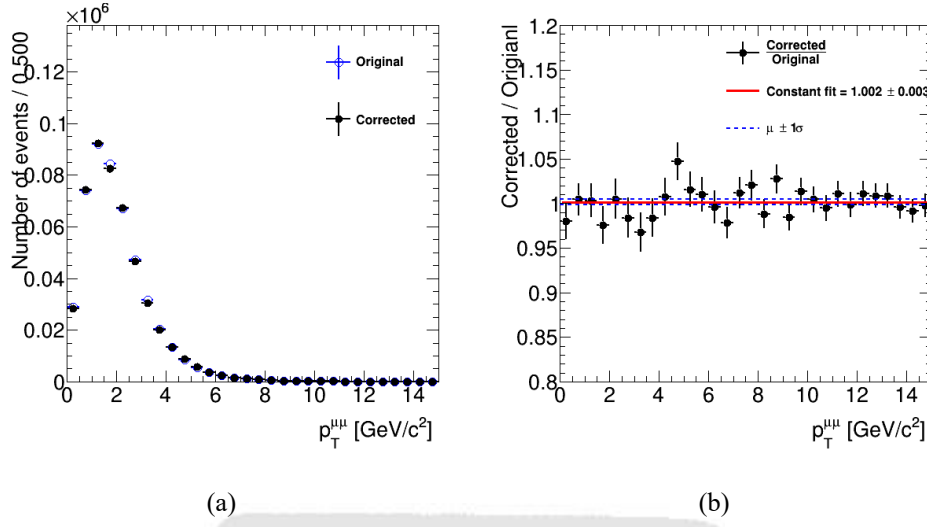 ×10⁶
Number of events / 0.500
0.12
0.1
0.08
0.06
0.04
0.02
0
0 2 4 6 8 10 12 14
p_T^μμ [GeV/c²]
Original
Corrected
(a)
Corrected / Origianl
1.2
1.15
1.1
1.05
1
0.95
0.9
0.85
0.8
0 2 4 6 8 10 12 14
p_T^μμ [GeV/c²]
Corrected
Original
Constant fit = 1.002 ± 0.003
μ ± 1σ
(b)